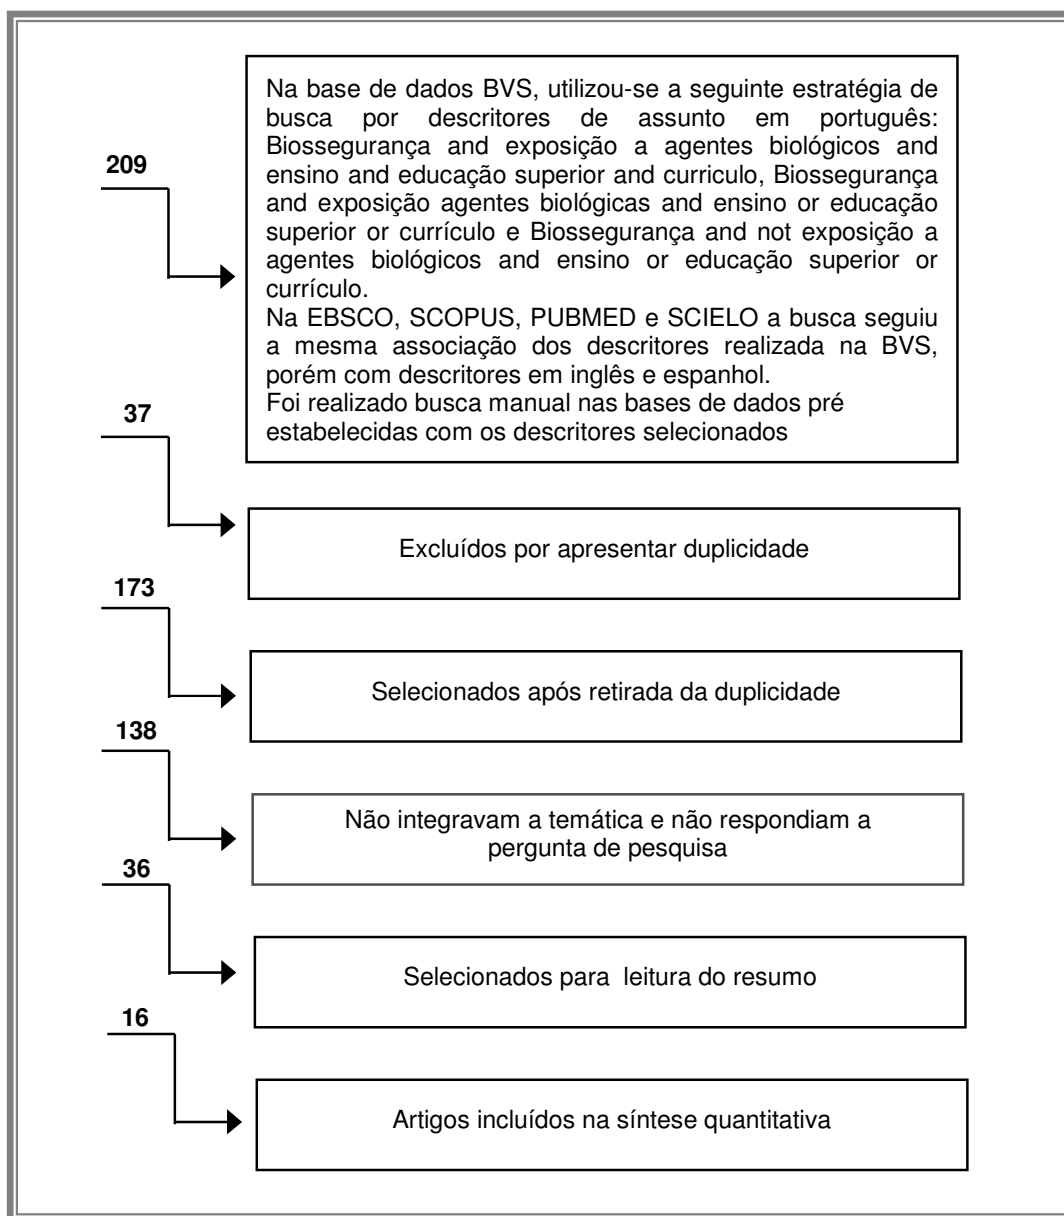 209
Na base de dados BVS, utilizou-se a seguinte estratégia de
busca por descritores de assunto em português:
Biossegurança and exposição a agentes biológicos and
ensino and educação superior and curriculo, Biossegurança
and exposição agentes biológicas and ensino or educação
superior or currículo e Biossegurança and not exposição a
agentes biológicos and ensino or educação superior or
currículo.
Na EBSCO, SCOPUS, PUBMED e SCIELO a busca seguiu
a mesma associação dos descritores realizada na BVS,
porém com descritores em inglês e espanhol.
Foi realizado busca manual nas bases de dados pré
estabelecidas com os descritores selecionados
37
Excluídos por apresentar duplicidade
173
Selecionados após retirada da duplicidade
138
Não integravam a temática e não respondiam a
pergunta de pesquisa
36
Selecionados para leitura do resumo
16
Artigos incluídos na síntese quantitativa